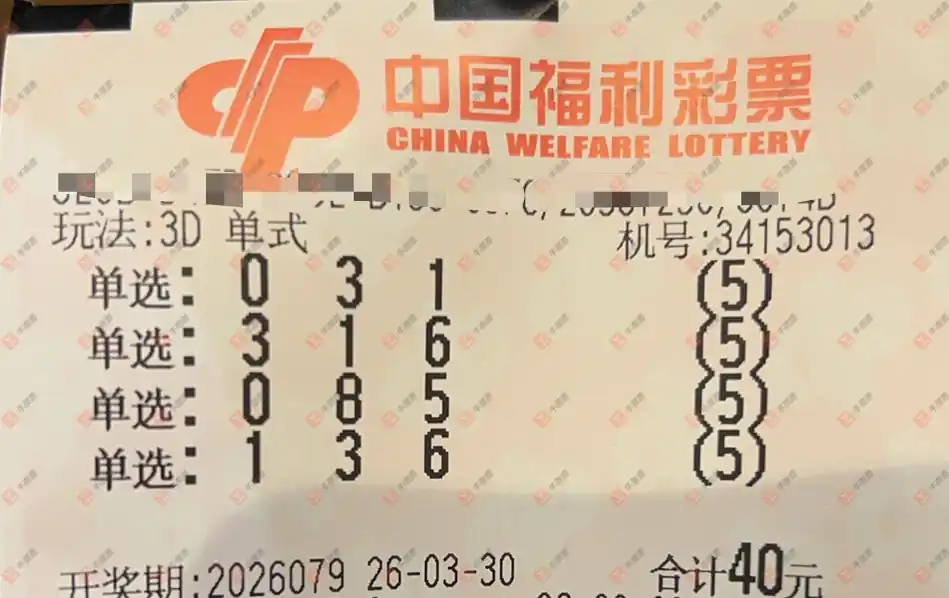 中国福利彩票
CHINA WELFARE LOTTERY
玩法:3D 单式 机号:34153013
单选: 0 3 1 (5)
单选: 3 1 6 (5)
单选: 0 8 5 (5)
单选: 1 3 6 (5)
开奖期:2026079 26-03-30 合计40元